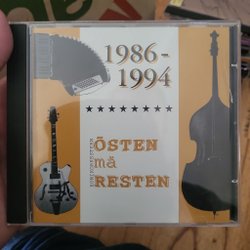 1986-
1994
ÖSTEN
mä
RESTEN